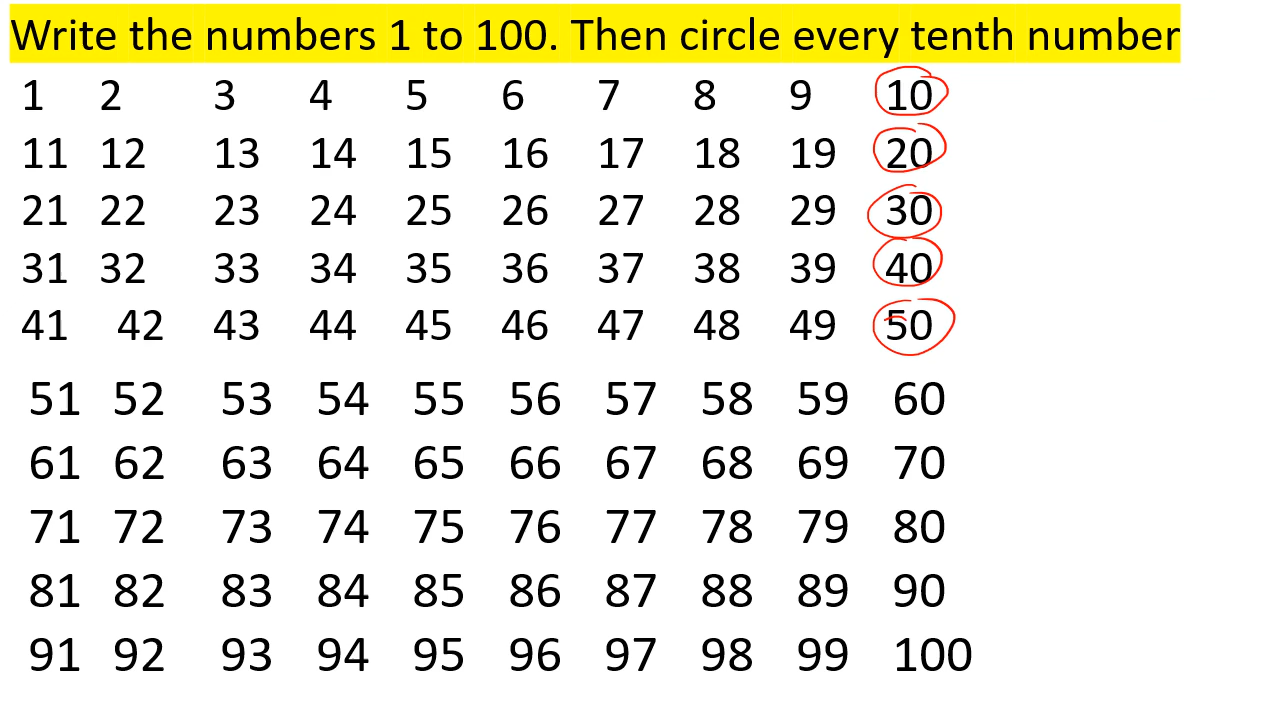 Write the numbers 1 to 100. Then circle every tenth number
1 2 3 4 5 6 7 8 9 10
11 12 13 14 15 16 17 18 19 20
21 22 23 24 25 26 27 28 29 30
31 32 33 34 35 36 37 38 39 40
41 42 43 44 45 46 47 48 49 50
51 52 53 54 55 56 57 58 59 60
61 62 63 64 65 66 67 68 69 70
71 72 73 74 75 76 77 78 79 80
81 82 83 84 85 86 87 88 89 90
91 92 93 94 95 96 97 98 99 100